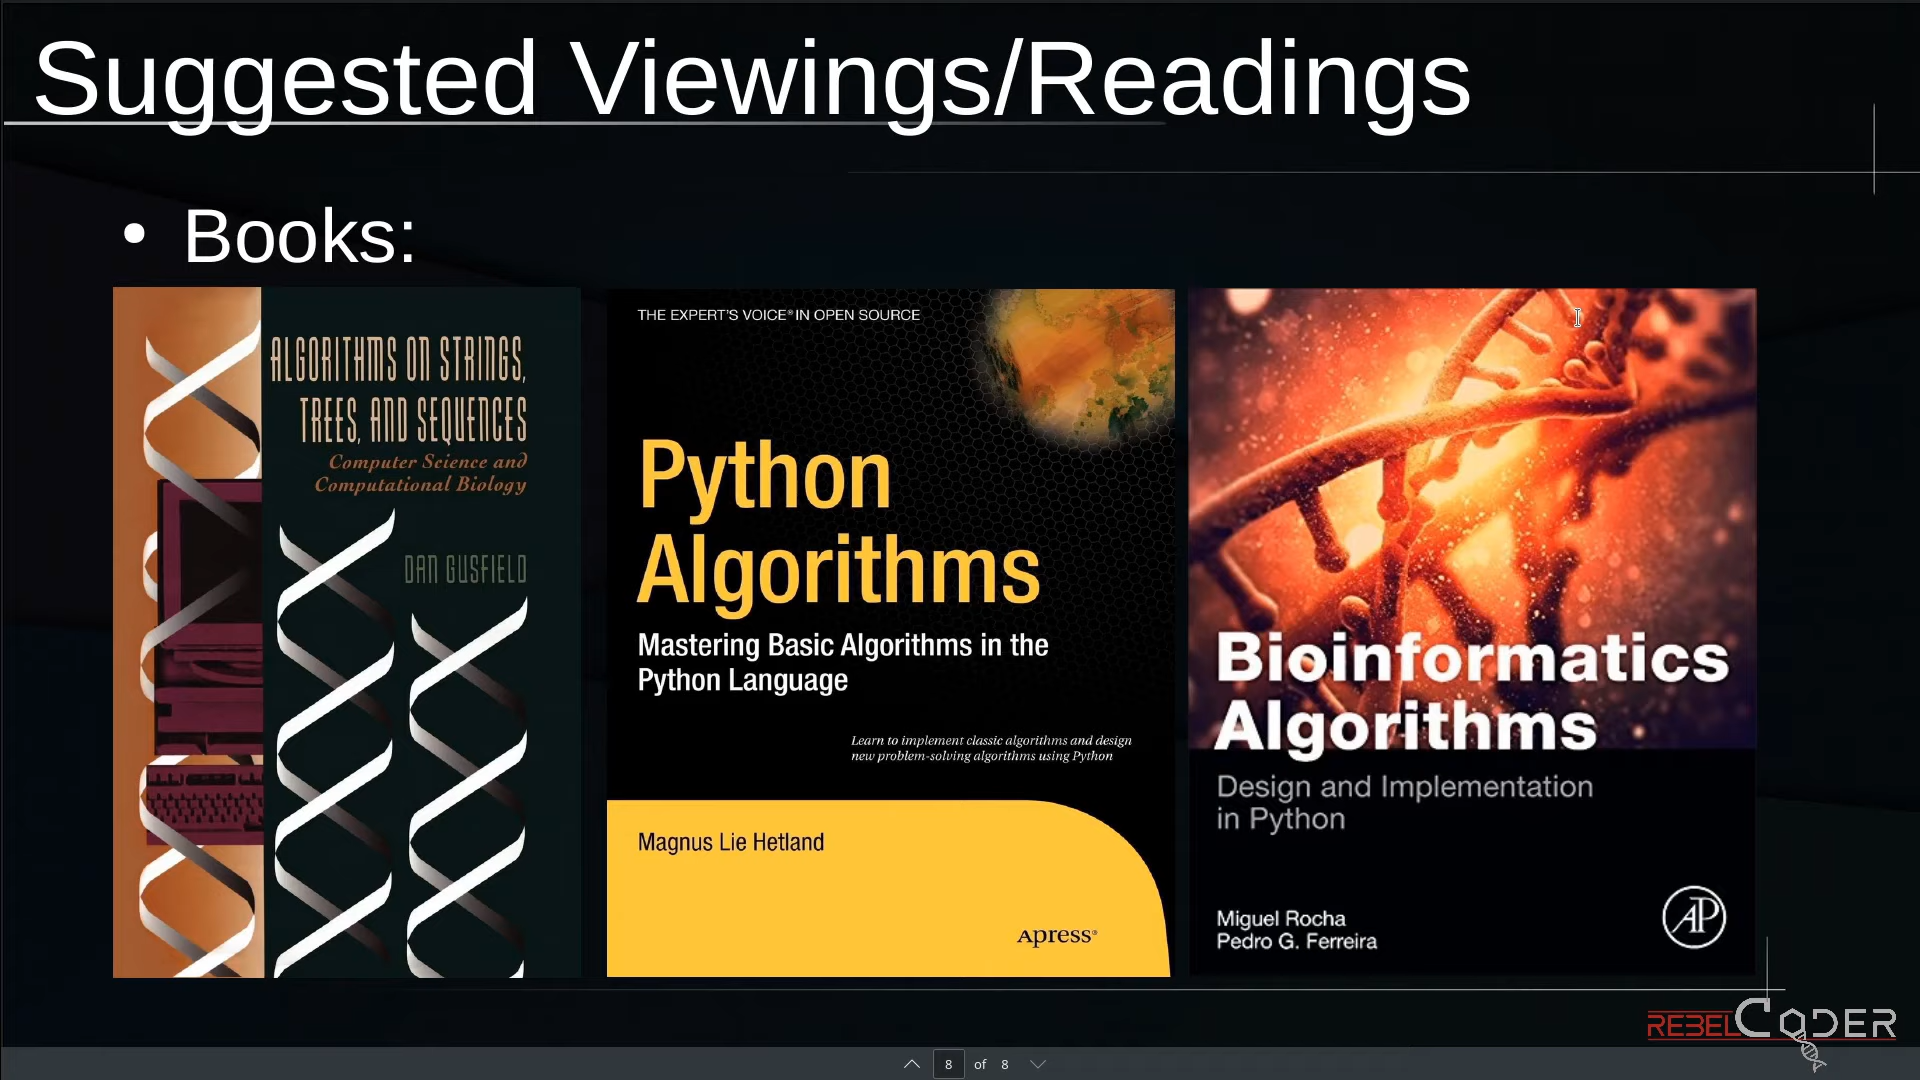 Suggested Viewings/Readings
• Books:
ALGORITHMS ON STRINGS,
TREES, AND SEQUENCES
Computer Science and
Computational Biology
DAN GUSFIELD
THE EXPERT'S VOICE® IN OPEN SOURCE
Python
Algorithms
Mastering Basic Algorithms in the
Python Language
Learn to implement classic algorithms and design
new problem-solving algorithms using Python
Magnus Lie Hetland
Apress®
Bioinformatics
Algorithms
Design and Implementation
in Python
Miguel Rocha
Pedro G. Ferreira
AP
REBELCODER
8 of 8